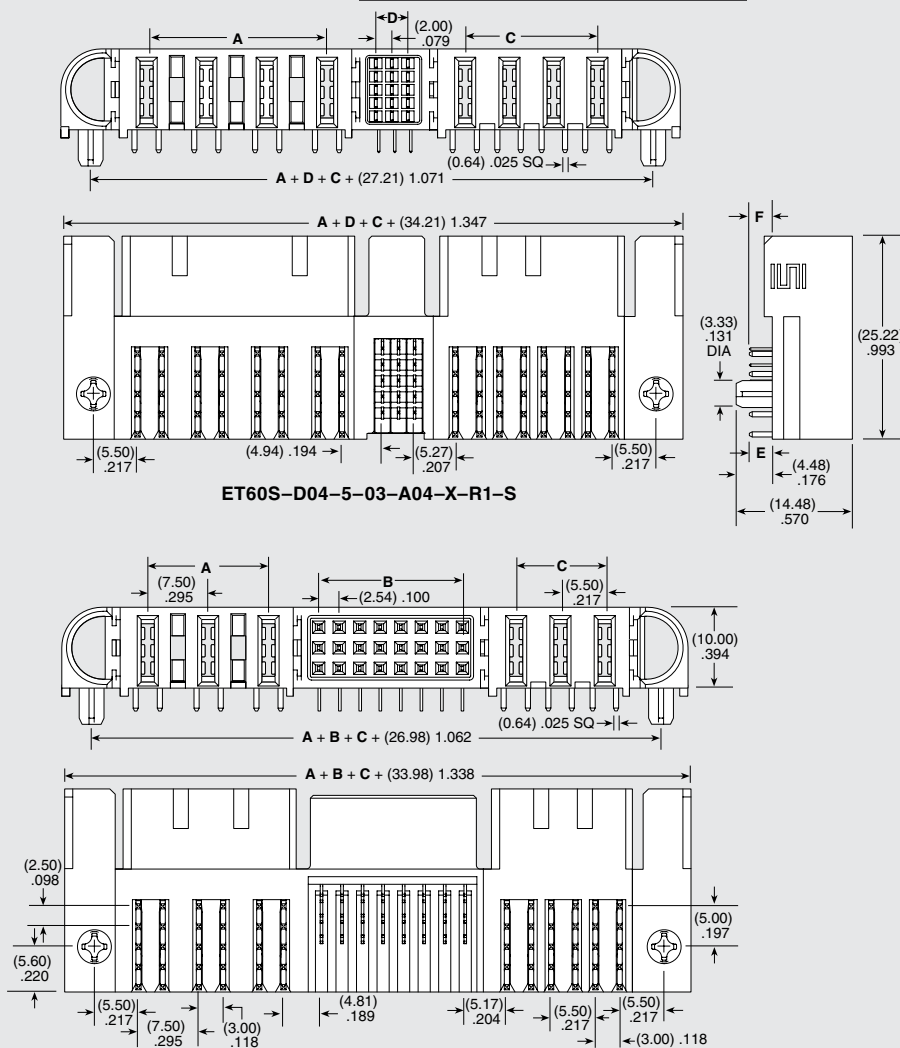 D
(2.00)
.079
A
C
(0.64) .025 SQ
A + D + C + (27.21) 1.071
A + D + C + (34.21) 1.347
F
(3.33)
.131
DIA
(25.22)
.993
(5.50)
.217
(4.94) .194
(5.27)
.207
(5.50)
.217
E
(4.48)
.176
(14.48)
.570
ET60S–D04–5–03–A04–X–R1–S
A
(7.50)
.295
B
(2.54) .100
C
(5.50)
.217
(10.00)
.394
(0.64) .025 SQ
A + B + C + (26.98) 1.062
A + B + C + (33.98) 1.338
(2.50)
.098
(5.60)
.220
(5.00)
.197
(5.50)
.217
(7.50)
.295
(3.00)
.118
(4.81)
.189
(5.17)
.204
(5.50)
.217
(5.50)
.217
(3.00) .118